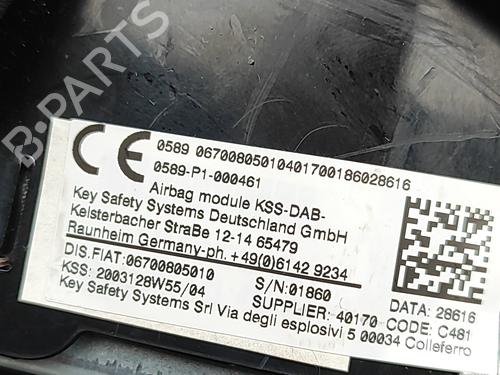 B-PARTS
CE
0589 06700805010401700186028616
0589-P1-000461
Airbag module KSS-DAB-
Key Safety Systems Deutschland GmbH
Kelsterbacher StraBe 12-14 65479
Raunheim Germany-ph. +49(0)6142 9234
DIS.FIAT:06700805010
S/N:01860
DATA: 28616
KSS: 2003128W55/04
SUPPLIER: 40170
CODE: C481
Key Safety Systems Srl Via degli esplosivi 5 00034 Colleferro